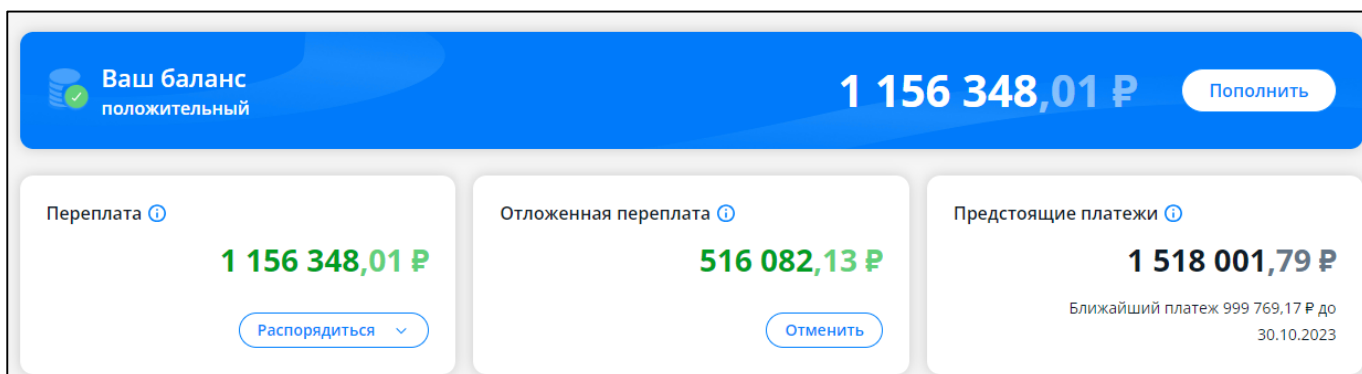 Ваш баланс
положительный
1 156 348,01 ₽
Пополнить
Переплата
1 156 348,01 ₽
Распорядиться
Отложенная переплата
516 082,13 ₽
Отменить
Предстоящие платежи
1 518 001,79 ₽
Ближайший платеж 999 769,17 ₽ до
30.10.2023